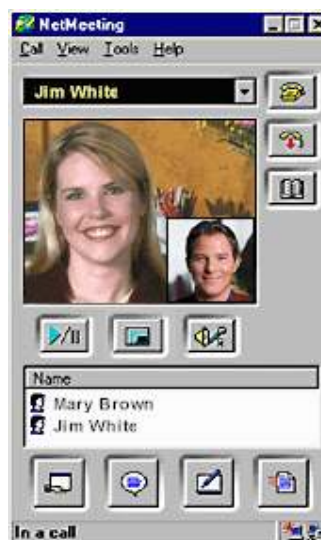 NetMeeting
Call View Tools Help
Jim White
Name
Mary Brown
Jim White
In a call